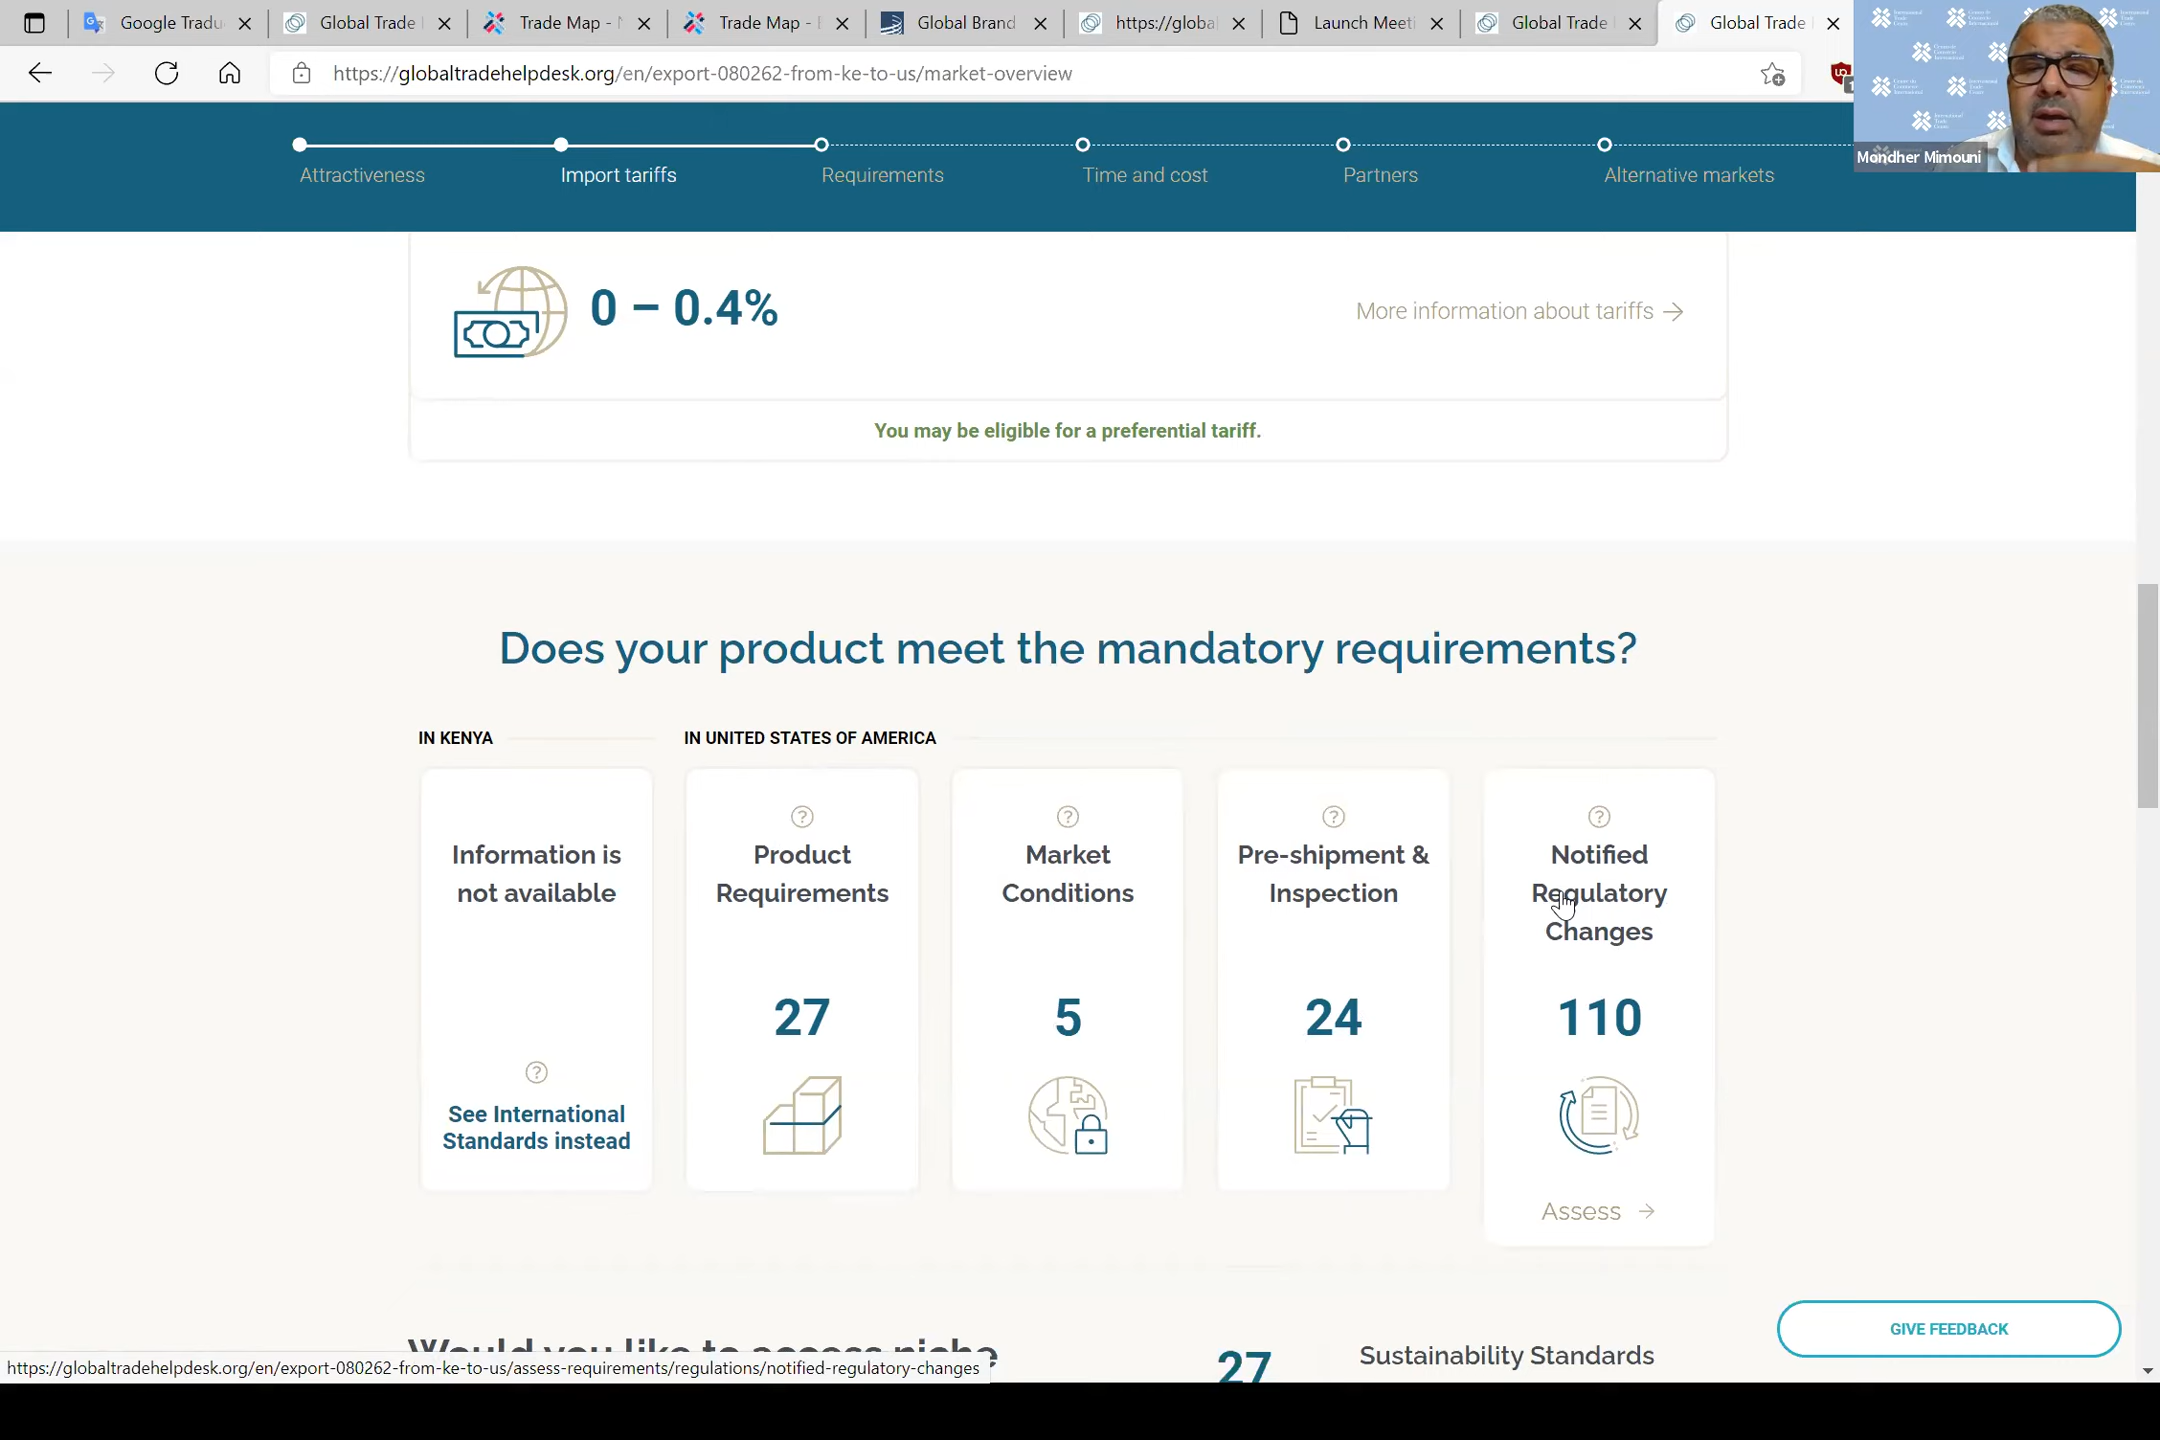 Google Tradu
Global Trade
Trade Map - N
Trade Map - B
Global Brand
https://globa
Launch Meeti
Global Trade
Global Trade
https://globaltradehelpdesk.org/en/export-080262-from-ke-to-us/market-overview
Mondher Mimouni
Attractiveness
Import tariffs
Requirements
Time and cost
Partners
Alternative markets
0 – 0.4%
More information about tariffs
You may be eligible for a preferential tariff.
Does your product meet the mandatory requirements?
IN KENYA
IN UNITED STATES OF AMERICA
Information is
not available
See International
Standards instead
Product
Requirements
27
Market
Conditions
5
Pre-shipment &
Inspection
24
Notified
Regulatory
Changes
110
Assess
Would you like to access niche
27
Sustainability Standards
GIVE FEEDBACK
https://globaltradehelpdesk.org/en/export-080262-from-ke-to-us/assess-requirements/regulations/notified-regulatory-changes